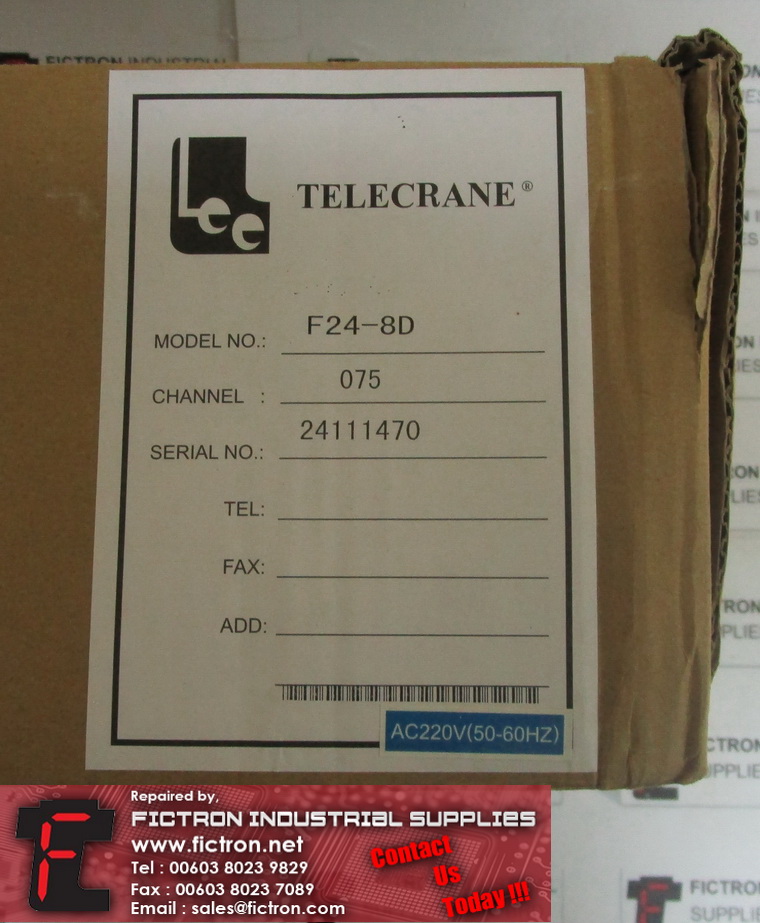 FICTRON INDUSTRIAL
Lee
TELECRANE®
MODEL NO.: F24-8D
CHANNEL : 075
SERIAL NO.: 24111470
TEL:
FAX:
ADD:
AC220V(50-60HZ)
Repaired by,
FICTRON INDUSTRIAL SUPPLIES
www.fictron.net
Tel : 00603 8023 9829
Fax : 00603 8023 7089
Email : sales@fictron.com
Contact
Us
Today !!!
FICTRON
SUPPLIE